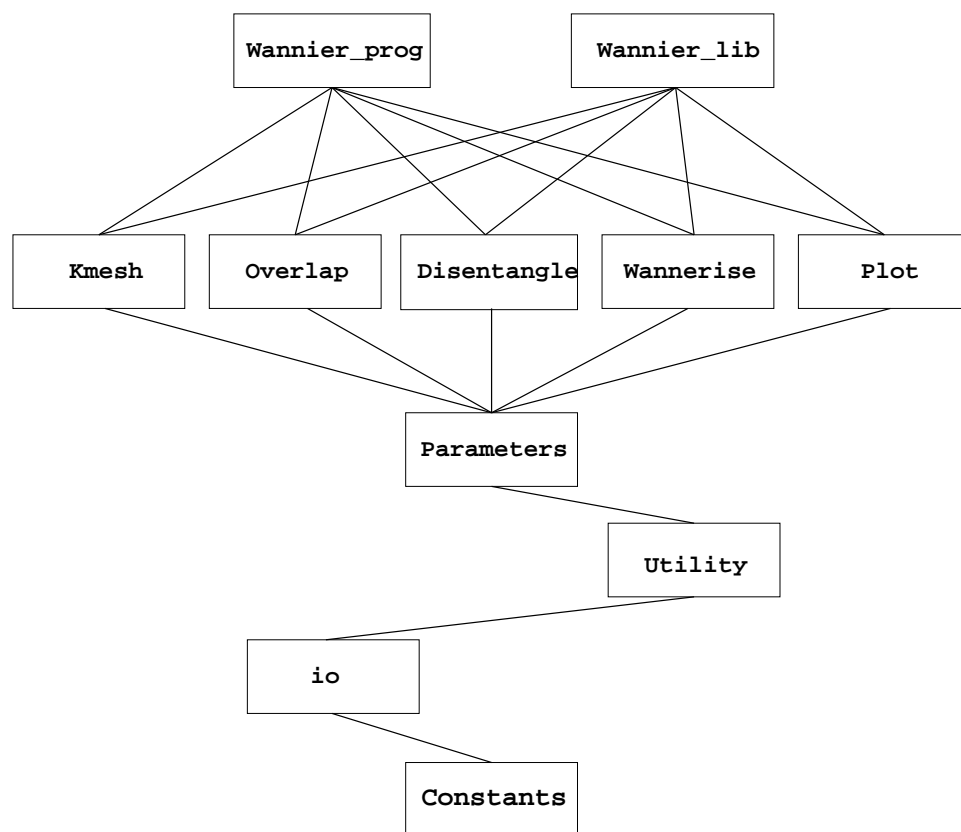 Wannier_prog
Wannier_lib
Kmesh
Overlap
Disentangle
Wannerise
Plot
Parameters
Utility
io
Constants